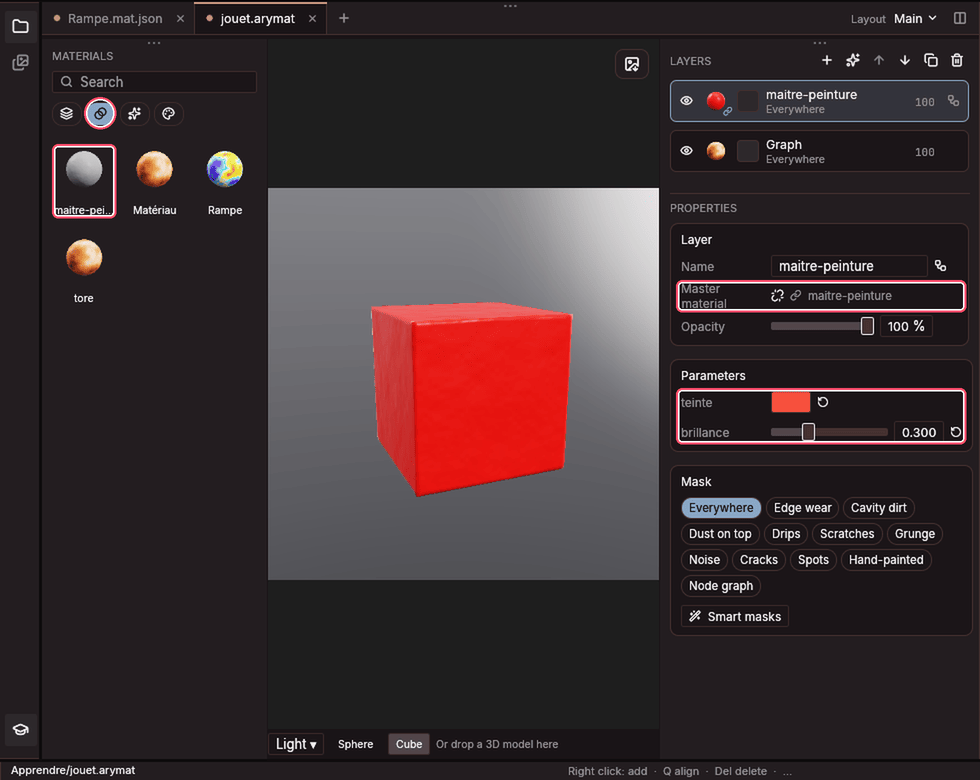 Rampe.mat.json
jouet.arymat
Layout Main
MATERIALS
Search
maitre-pei...
Matériau
Rampe
tore
LAYERS
maitre-peinture
Everywhere
100
Graph
Everywhere
100
PROPERTIES
Layer
Name maitre-peinture
Master material maitre-peinture
Opacity 100 %
Parameters
teinte
brillance 0.300
Mask
Everywhere Edge wear Cavity dirt
Dust on top Drips Scratches Grunge
Noise Cracks Spots Hand-painted
Node graph
Smart masks
Light Sphere Cube Or drop a 3D model here
Apprendre/jouet.arymat
Right click: add · Q align · Del delete · ...